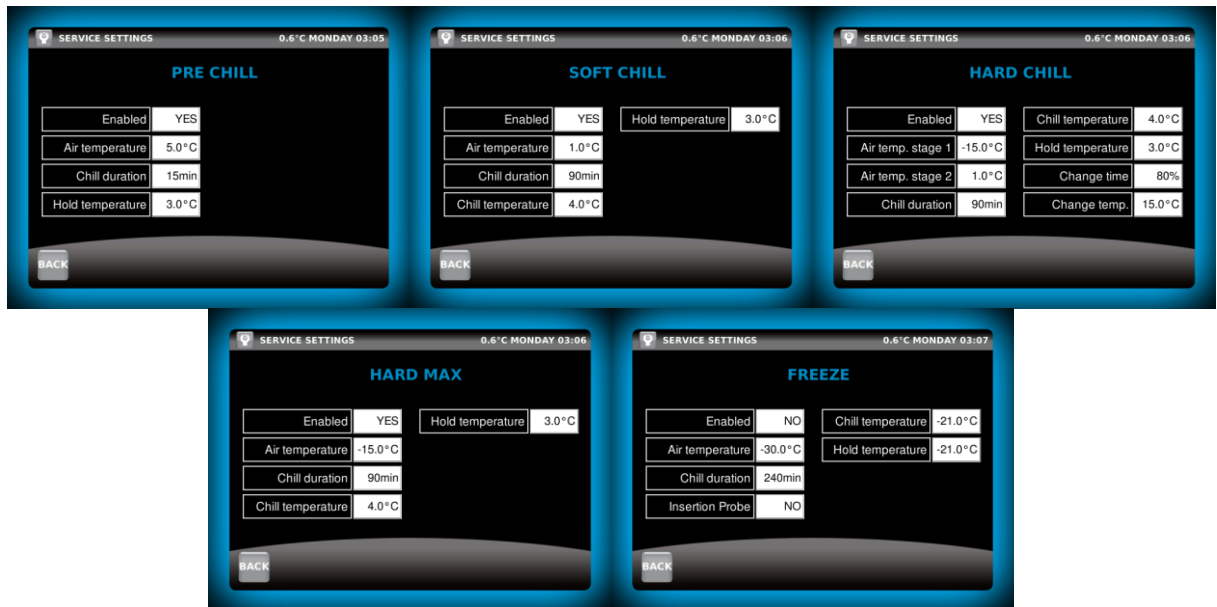 SERVICE SETTINGS 0.6°C MONDAY 03:05
PRE CHILL
Enabled YES
Air temperature 5.0°C
Chill duration 15min
Hold temperature 3.0°C
BACK
SERVICE SETTINGS 0.6°C MONDAY 03:06
SOFT CHILL
Enabled YES Hold temperature 3.0°C
Air temperature 1.0°C
Chill duration 90min
Chill temperature 4.0°C
BACK
SERVICE SETTINGS 0.6°C MONDAY 03:06
HARD CHILL
Enabled YES Chill temperature 4.0°C
Air temp. stage 1 -15.0°C Hold temperature 3.0°C
Air temp. stage 2 1.0°C Change time 80%
Chill duration 90min Change temp. 15.0°C
BACK
SERVICE SETTINGS 0.6°C MONDAY 03:06
HARD MAX
Enabled YES Hold temperature 3.0°C
Air temperature -15.0°C
Chill duration 90min
Chill temperature 4.0°C
BACK
SERVICE SETTINGS 0.6°C MONDAY 03:07
FREEZE
Enabled NO Chill temperature -21.0°C
Air temperature -30.0°C Hold temperature -21.0°C
Chill duration 240min
Insertion Probe NO
BACK